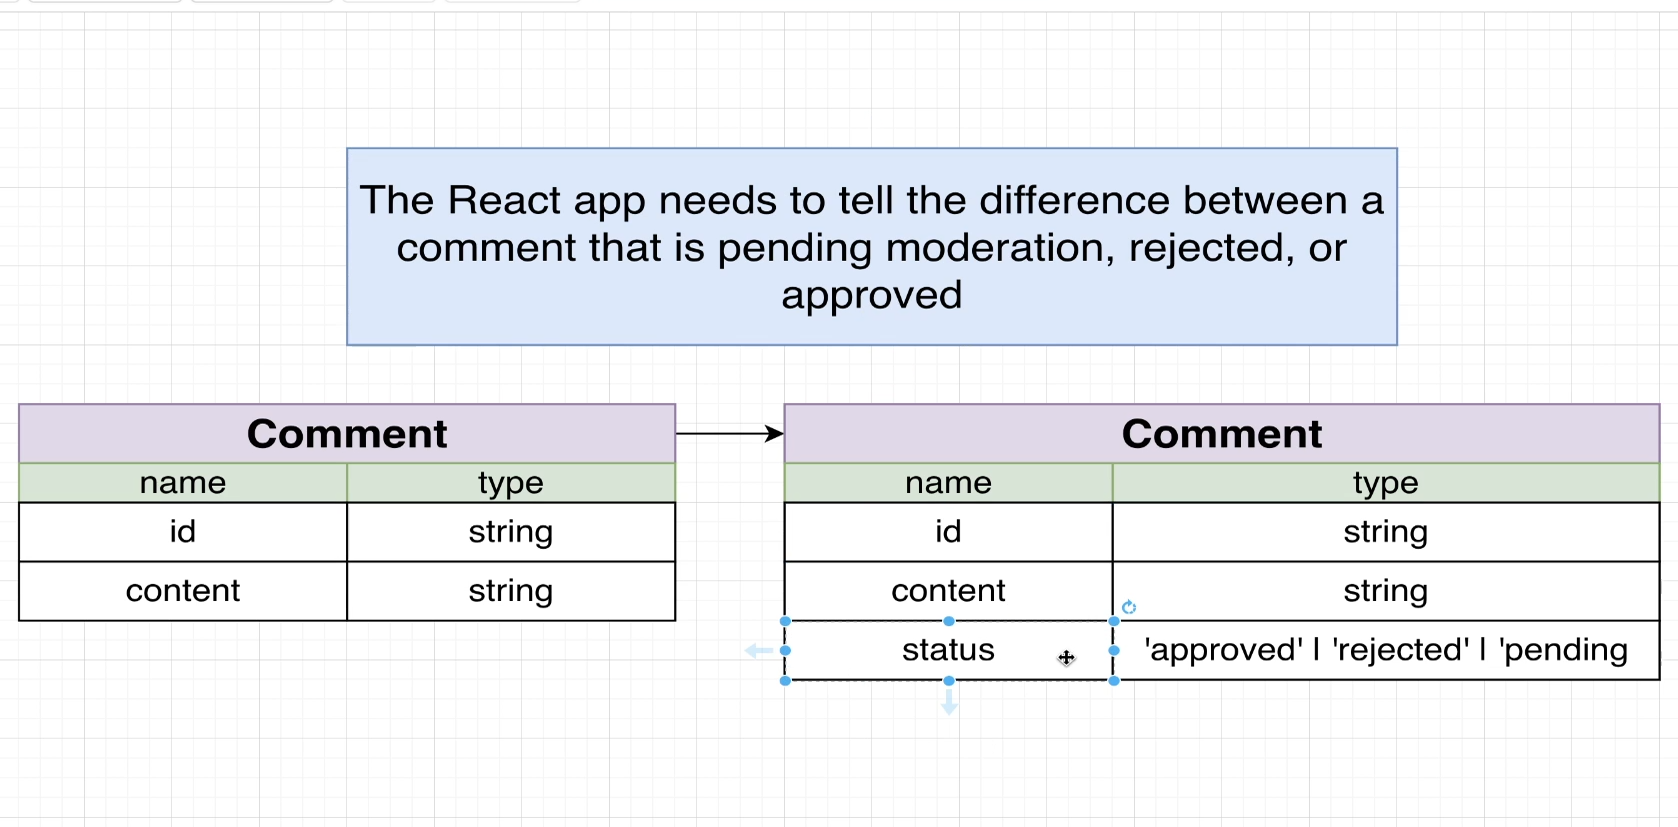 The React app needs to tell the difference between a
comment that is pending moderation, rejected, or
approved
Comment
name type
id string
content string
Comment
name type
id string
content string
status 'approved' | 'rejected' | 'pending